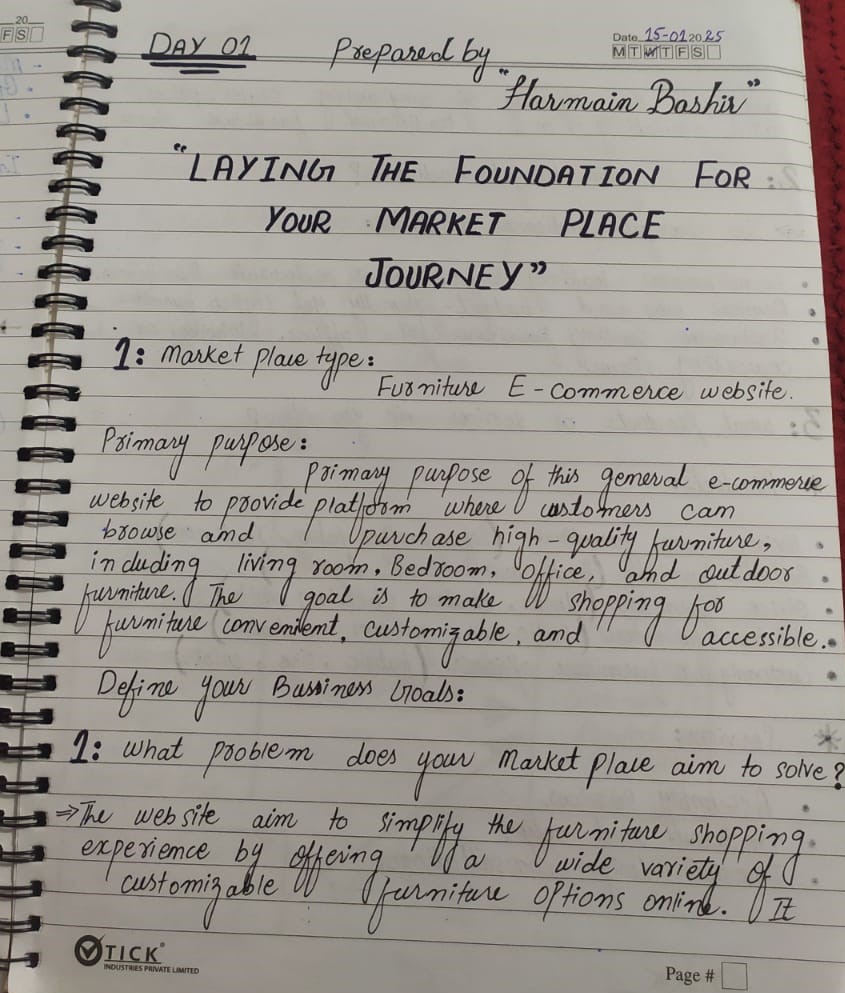 20
F S
DAY 01 Prepared by Date 15-01 2025
M T W T F S
"Harmain Bashir"
"LAYING THE FOUNDATION FOR
YOUR MARKET PLACE
JOURNEY"
1: Market Place type:
Furniture E-commerce website.
Primary purpose:
Primary purpose of this general e-commerce
website to provide platform where customers can
browse and purchase high-quality furniture,
including living room, Bedroom, office, and outdoor
furniture. The goal is to make shopping for
furniture convenient, customizable, and accessible.
Define your Bussiness Goals:
1: What problem does your Market Place aim to solve?
⇒The website aim to simplify the furniture shopping
experience by offering a wide variety of
customizable furniture options online. It
TICK
INDUSTRIES PRIVATE LIMITED
Page #